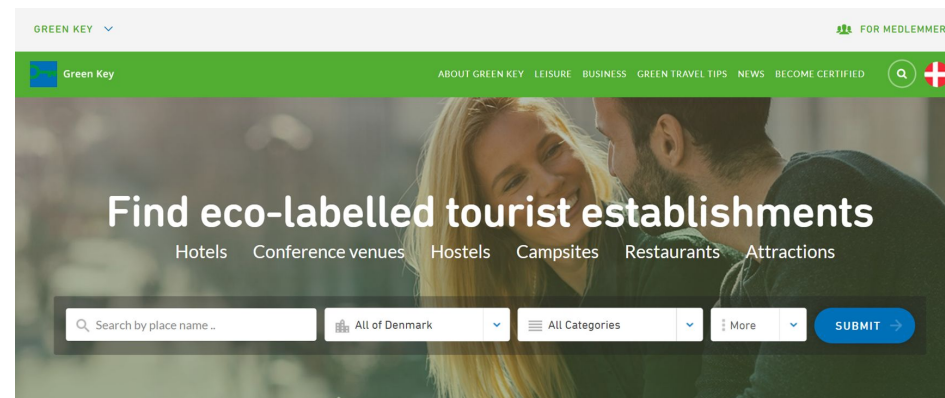 GREEN KEY
FOR MEDLEMMER
Green Key
ABOUT GREEN KEY LEISURE BUSINESS GREEN TRAVEL TIPS NEWS BECOME CERTIFIED
Find eco-labelled tourist establishments
Hotels Conference venues Hostels Campsites Restaurants Attractions
Search by place name .. All of Denmark All Categories More SUBMIT